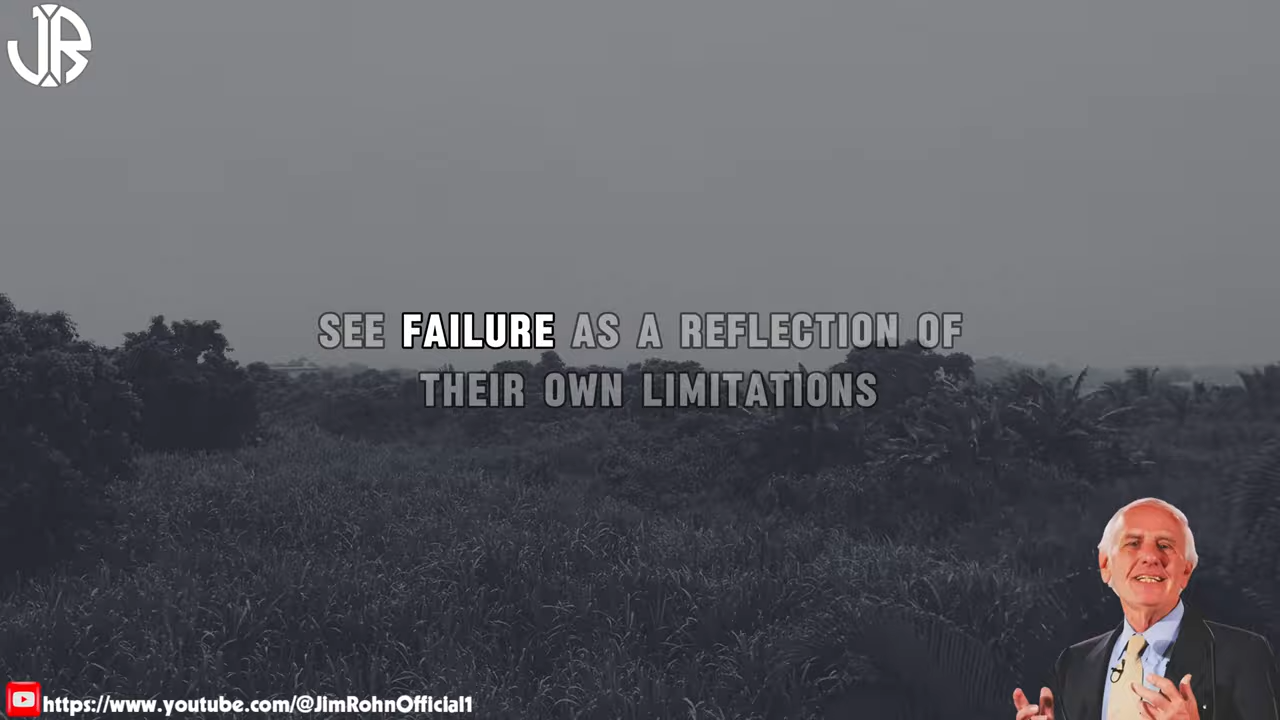 JR
SEE FAILURE AS A REFLECTION OF
THEIR OWN LIMITATIONS
https://www.youtube.com/@JimRohnOfficial1